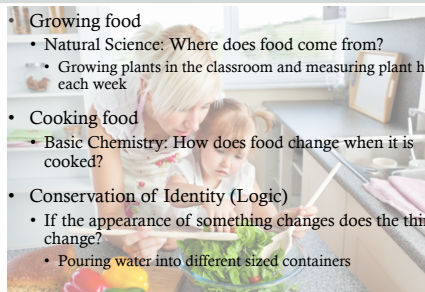 • Growing food
• Natural Science: Where does food come from?
• Growing plants in the classroom and measuring plant
each week
• Cooking food
• Basic Chemistry: How does food change when it is
cooked?
• Conservation of Identity (Logic)
• If the appearance of something changes does the
change?
• Pouring water into different sized containers